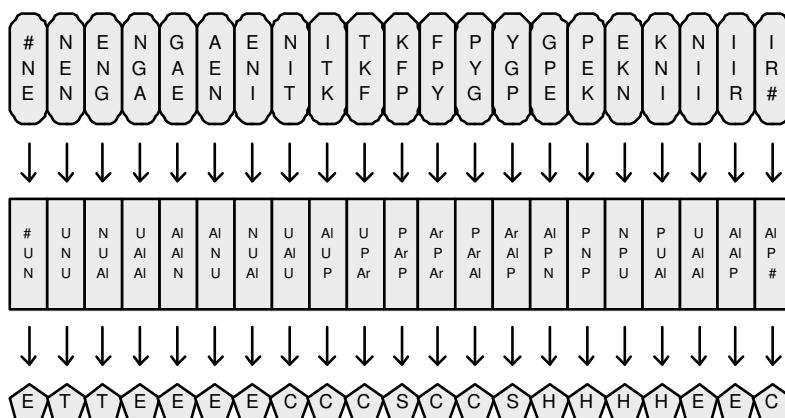 # N E N G A E N I T K F P Y G P E K N I I
N E N G A E N I T K F P Y G P E K N I I R
E N G A E N I T K F P Y G P E K N I I R #
# U N U Al Al N U Al U P Ar P Ar Al P N P U Al Al
U N U Al Al N U Al U P Ar P Ar Al P N P U Al Al P
N U Al Al N U Al U P Ar P Ar Al P N P U Al Al P #
E T T E E E E C C C S C C S H H H H E E C